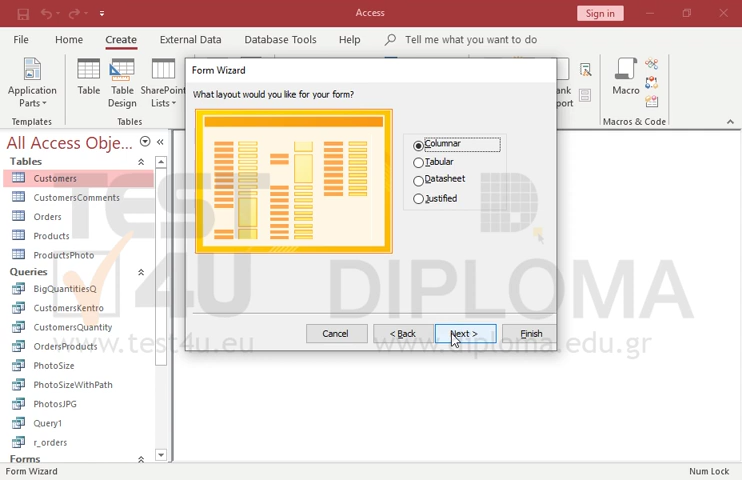 Access
Sign in
File Home Create External Data Database Tools Help Tell me what you want to do
Application Parts
Table
Table Design
SharePoint Lists
Macro
Templates
Tables
Macros & Code
Form Wizard
What layout would you like for your form?
Columnar
Tabular
Datasheet
Justified
Cancel
< Back
Next >
Finish
All Access Obje...
Tables
Customers
CustomersComments
Orders
Products
ProductsPhoto
Queries
BigQuantitiesQ
CustomersKentro
CustomersQuantity
OrdersProducts
PhotoSize
PhotoSizeWithPath
PhotosJPG
Query1
r_orders
Forms
TEST
4U
DIPLOMA
www.test4u.eu
www.diploma.edu.gr
Form Wizard
Num Lock